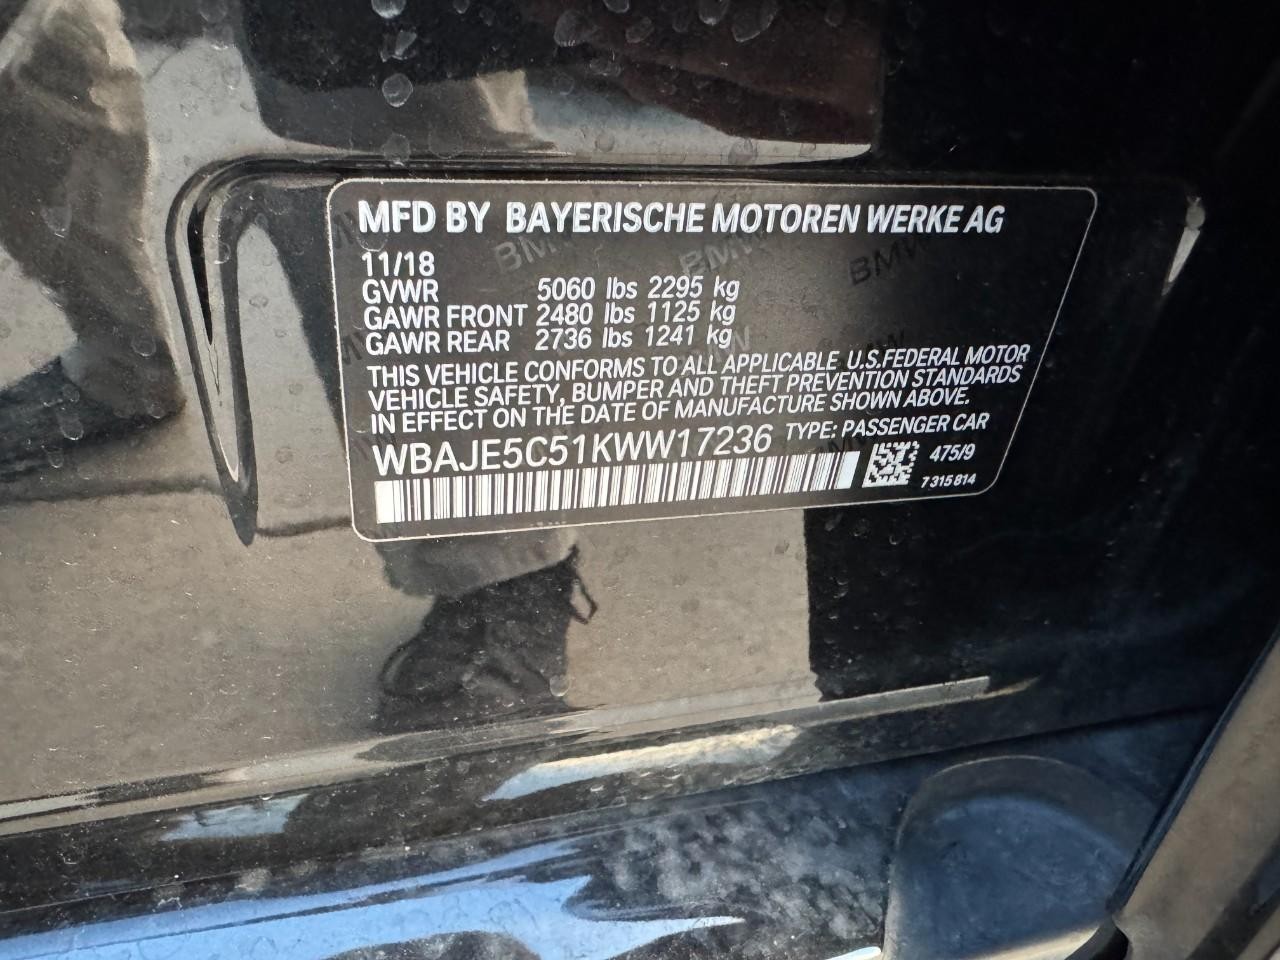 MFD BY BAYERISCHE MOTOREN WERKE AG
11/18
GVWR 5060 lbs 2295 kg
GAWR FRONT 2480 lbs 1125 kg
GAWR REAR 2736 lbs 1241 kg
THIS VEHICLE CONFORMS TO ALL APPLICABLE U.S.FEDERAL MOTOR
VEHICLE SAFETY, BUMPER AND THEFT PREVENTION STANDARDS
IN EFFECT ON THE DATE OF MANUFACTURE SHOWN ABOVE.
WBAJE5C51KWW17236 TYPE: PASSENGER CAR
475/9
7 315 814
BMW BMW BMW